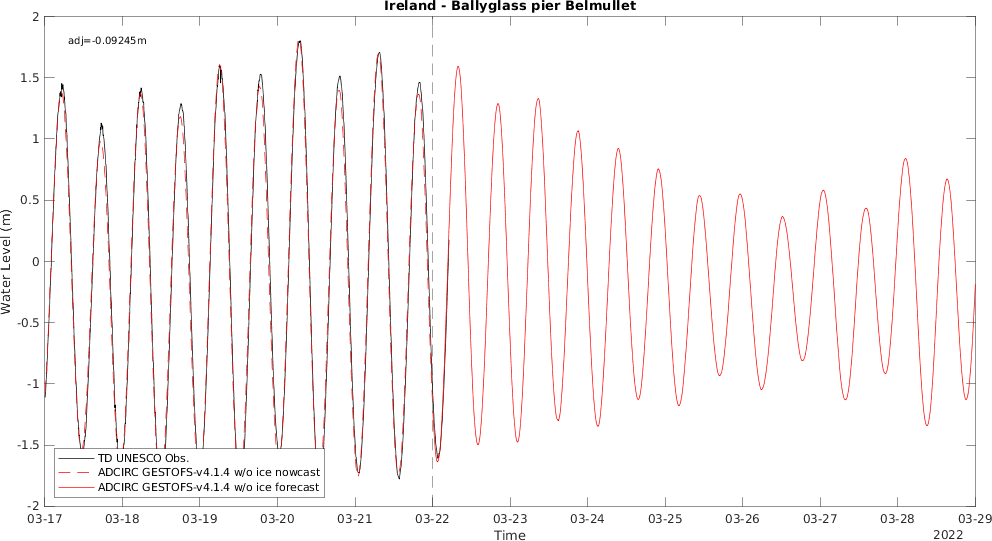 Ireland - Ballyglass pier Belmullet
adj=-0.09245m
2
1.5
1
0.5
0
-0.5
-1
-1.5
-2
Water Level (m)
TD UNESCO Obs.
ADCIRC GESTOFS-v4.1.4 w/o ice nowcast
ADCIRC GESTOFS-v4.1.4 w/o ice forecast
03-17 03-18 03-19 03-20 03-21 03-22 03-23 03-24 03-25 03-26 03-27 03-28 03-29
Time
2022